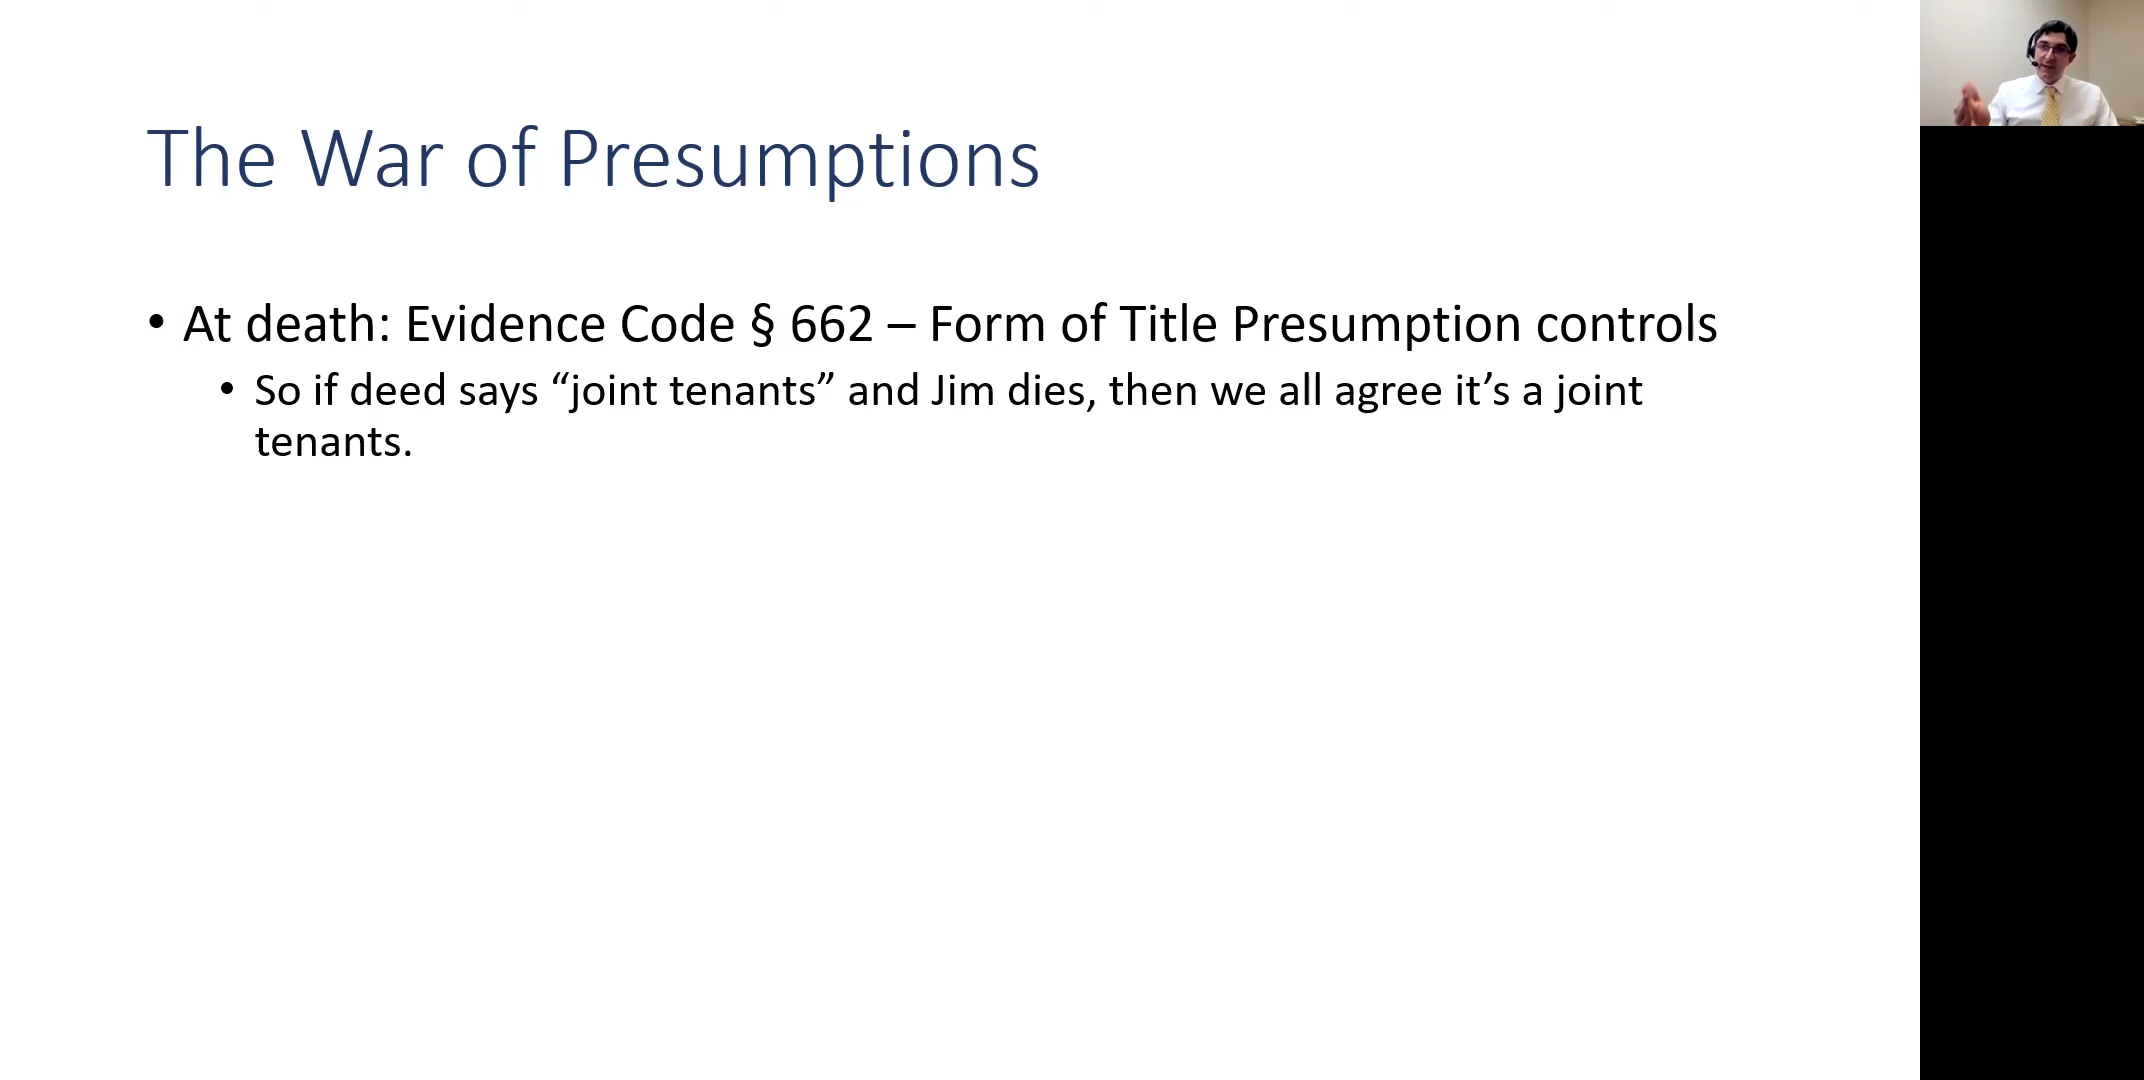 The War of Presumptions
• At death: Evidence Code § 662 – Form of Title Presumption controls
• So if deed says “joint tenants” and Jim dies, then we all agree it’s a joint
tenants.